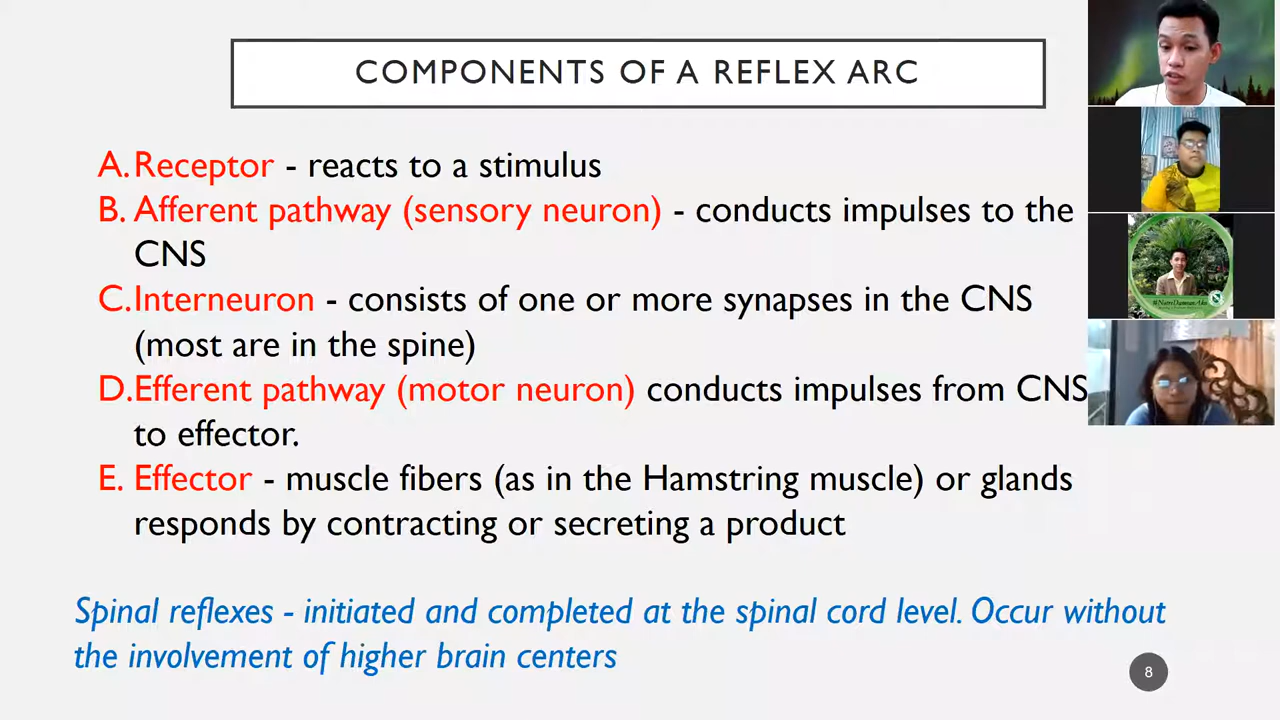 COMPONENTS OF A REFLEX ARC
A. Receptor - reacts to a stimulus
B. Afferent pathway (sensory neuron) - conducts impulses to the
CNS
C. Interneuron - consists of one or more synapses in the CNS
(most are in the spine)
D. Efferent pathway (motor neuron) conducts impulses from CNS
to effector.
E. Effector - muscle fibers (as in the Hamstring muscle) or glands
responds by contracting or secreting a product
Spinal reflexes - initiated and completed at the spinal cord level. Occur without
the involvement of higher brain centers
8